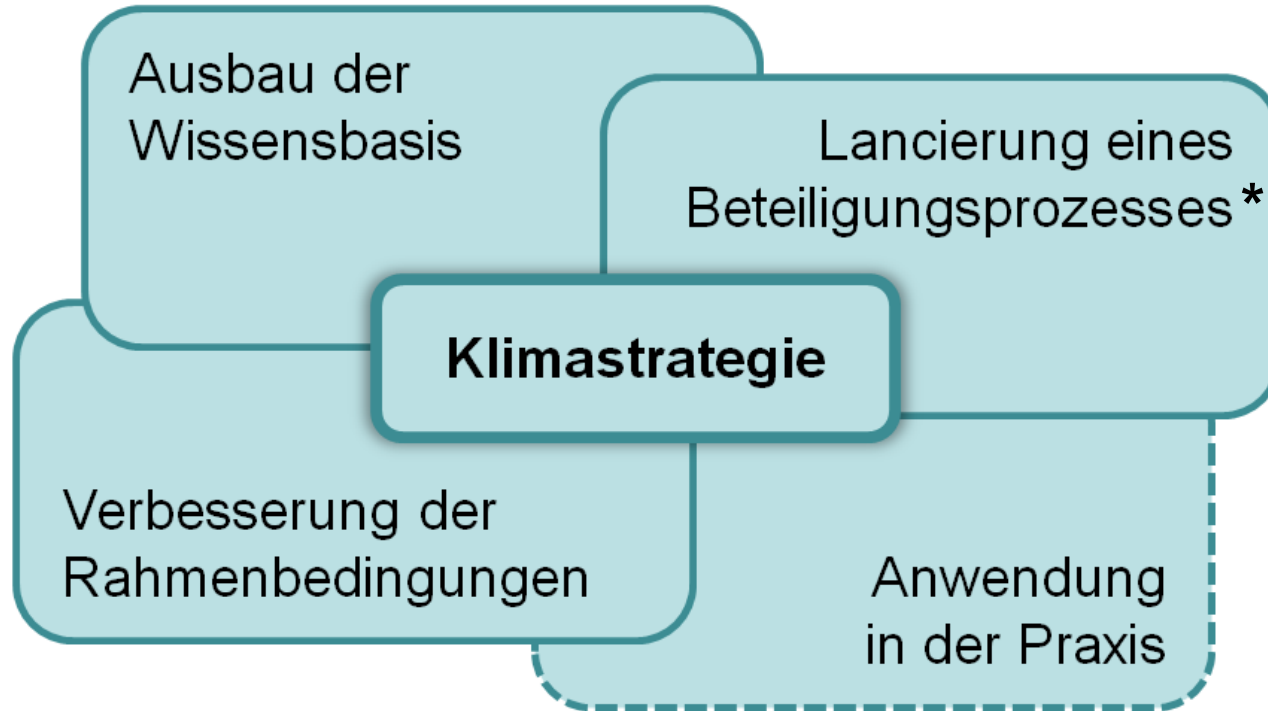 Ausbau der
Wissensbasis
Lancierung eines
Beteiligungsprozesses *
Klimastrategie
Verbesserung der
Rahmenbedingungen
Anwendung
in der Praxis